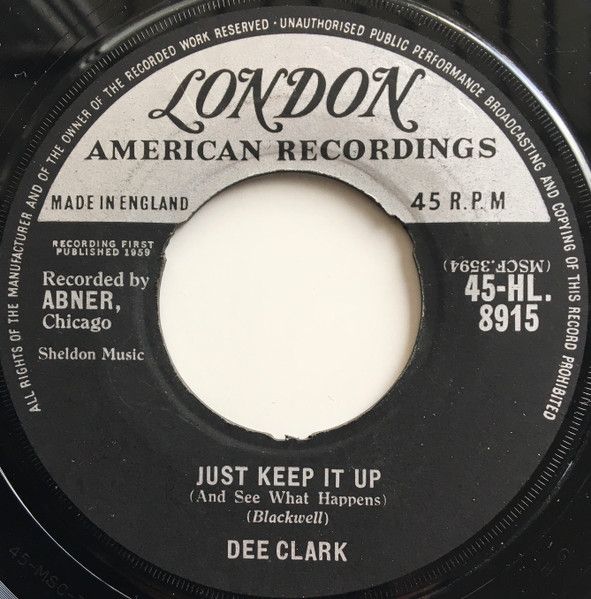 ALL RIGHTS OF THE MANUFACTURER AND OF THE OWNER OF THE RECORDED WORK RESERVED · UNAUTHORISED PUBLIC PERFORMANCE BROADCASTING AND COPYING OF THIS RECORD PROHIBITED
LONDON
AMERICAN RECORDINGS
MADE IN ENGLAND
45 R.P.M
RECORDING FIRST
PUBLISHED 1959
Recorded by
ABNER,
Chicago
Sheldon Music
(MSCF.3594)
45-HL.
8915
JUST KEEP IT UP
(And See What Happens)
(Blackwell)
DEE CLARK